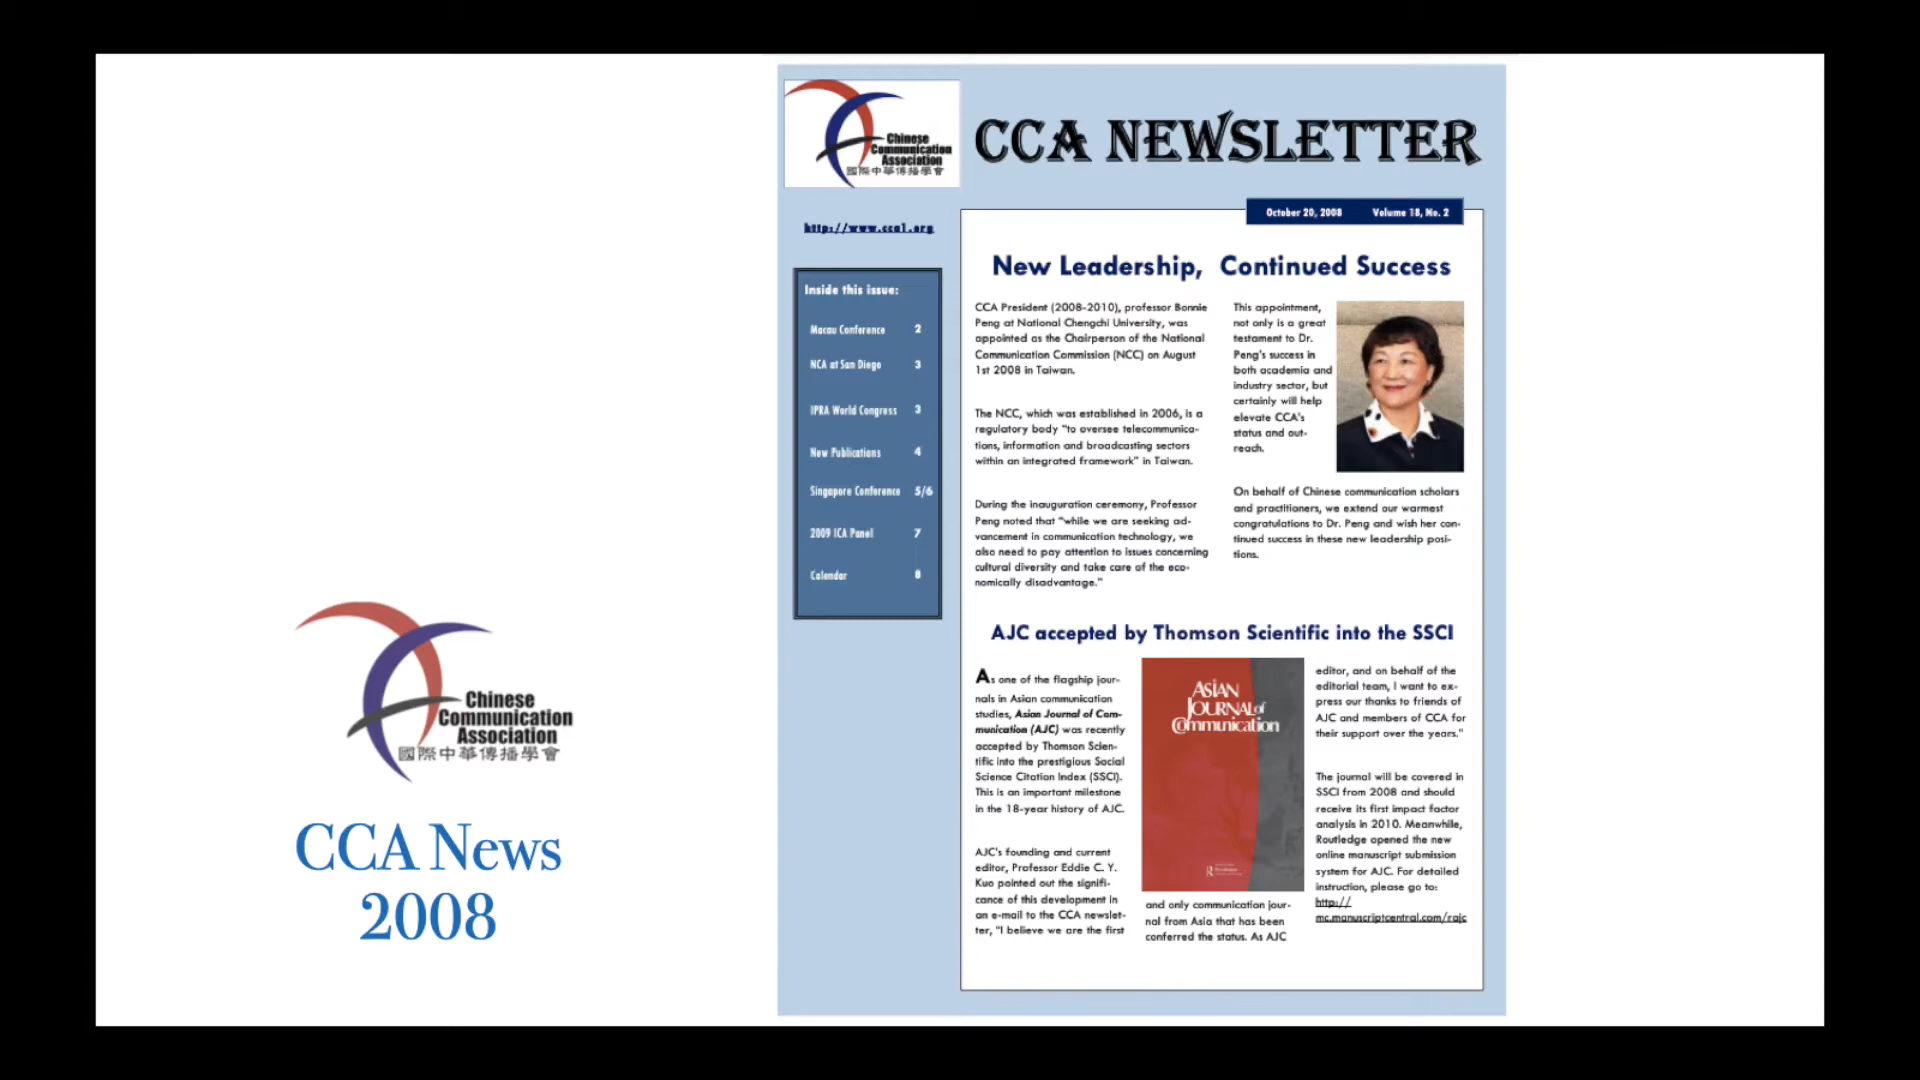 Chinese
Communication
Association
國際中華傳播學會
CCA News
2008
Chinese
Communication
Association
國際中華傳播學會
CCA NEWSLETTER
http://www.cca1.org
October 20, 2008 Volume 18, No. 2
Inside this issue:
Macau Conference 2
NCA at San Diego 3
IPRA World Congress 3
New Publications 4
Singapore Conference 5/6
2009 ICA Panel 7
Calendar 8
New Leadership, Continued Success
CCA President (2008-2010), professor Bonnie
Peng at National Chengchi University, was
appointed as the Chairperson of the National
Communication Commission (NCC) on August
1st 2008 in Taiwan.
The NCC, which was established in 2006, is a
regulatory body "to oversee telecommunica-
tions, information and broadcasting sectors
within an integrated framework" in Taiwan.
During the inauguration ceremony, Professor
Peng noted that "while we are seeking ad-
vancement in communication technology, we
also need to pay attention to issues concerning
cultural diversity and take care of the eco-
nomically disadvantage."
This appointment,
not only is a great
testament to Dr.
Peng's success in
both academia and
industry sector, but
certainly will help
elevate CCA's
status and out-
reach.
On behalf of Chinese communication scholars
and practitioners, we extend our warmest
congratulations to Dr. Peng and wish her con-
tinued success in these new leadership posi-
tions.
AJC accepted by Thomson Scientific into the SSCI
As one of the flagship jour-
nals in Asian communication
studies, Asian Journal of Com-
munication (AJC) was recently
accepted by Thomson Scien-
tific into the prestigious Social
Science Citation Index (SSCI).
This is an important milestone
in the 18-year history of AJC.
AJC's founding and current
editor, Professor Eddie C. Y.
Kuo pointed out the signifi-
cance of this development in
an e-mail to the CCA newslet-
ter, "I believe we are the first
ASIAN
JOURNAL of
Communication
and only communication jour-
nal from Asia that has been
conferred the status. As AJC
editor, and on behalf of the
editorial team, I want to ex-
press our thanks to friends of
AJC and members of CCA for
their support over the years."
The journal will be covered in
SSCI from 2008 and should
receive its first impact factor
analysis in 2010. Meanwhile,
Routledge opened the new
online manuscript submission
system for AJC. For detailed
instruction, please go to:
http://
mc.manuscriptcentral.com/rajc